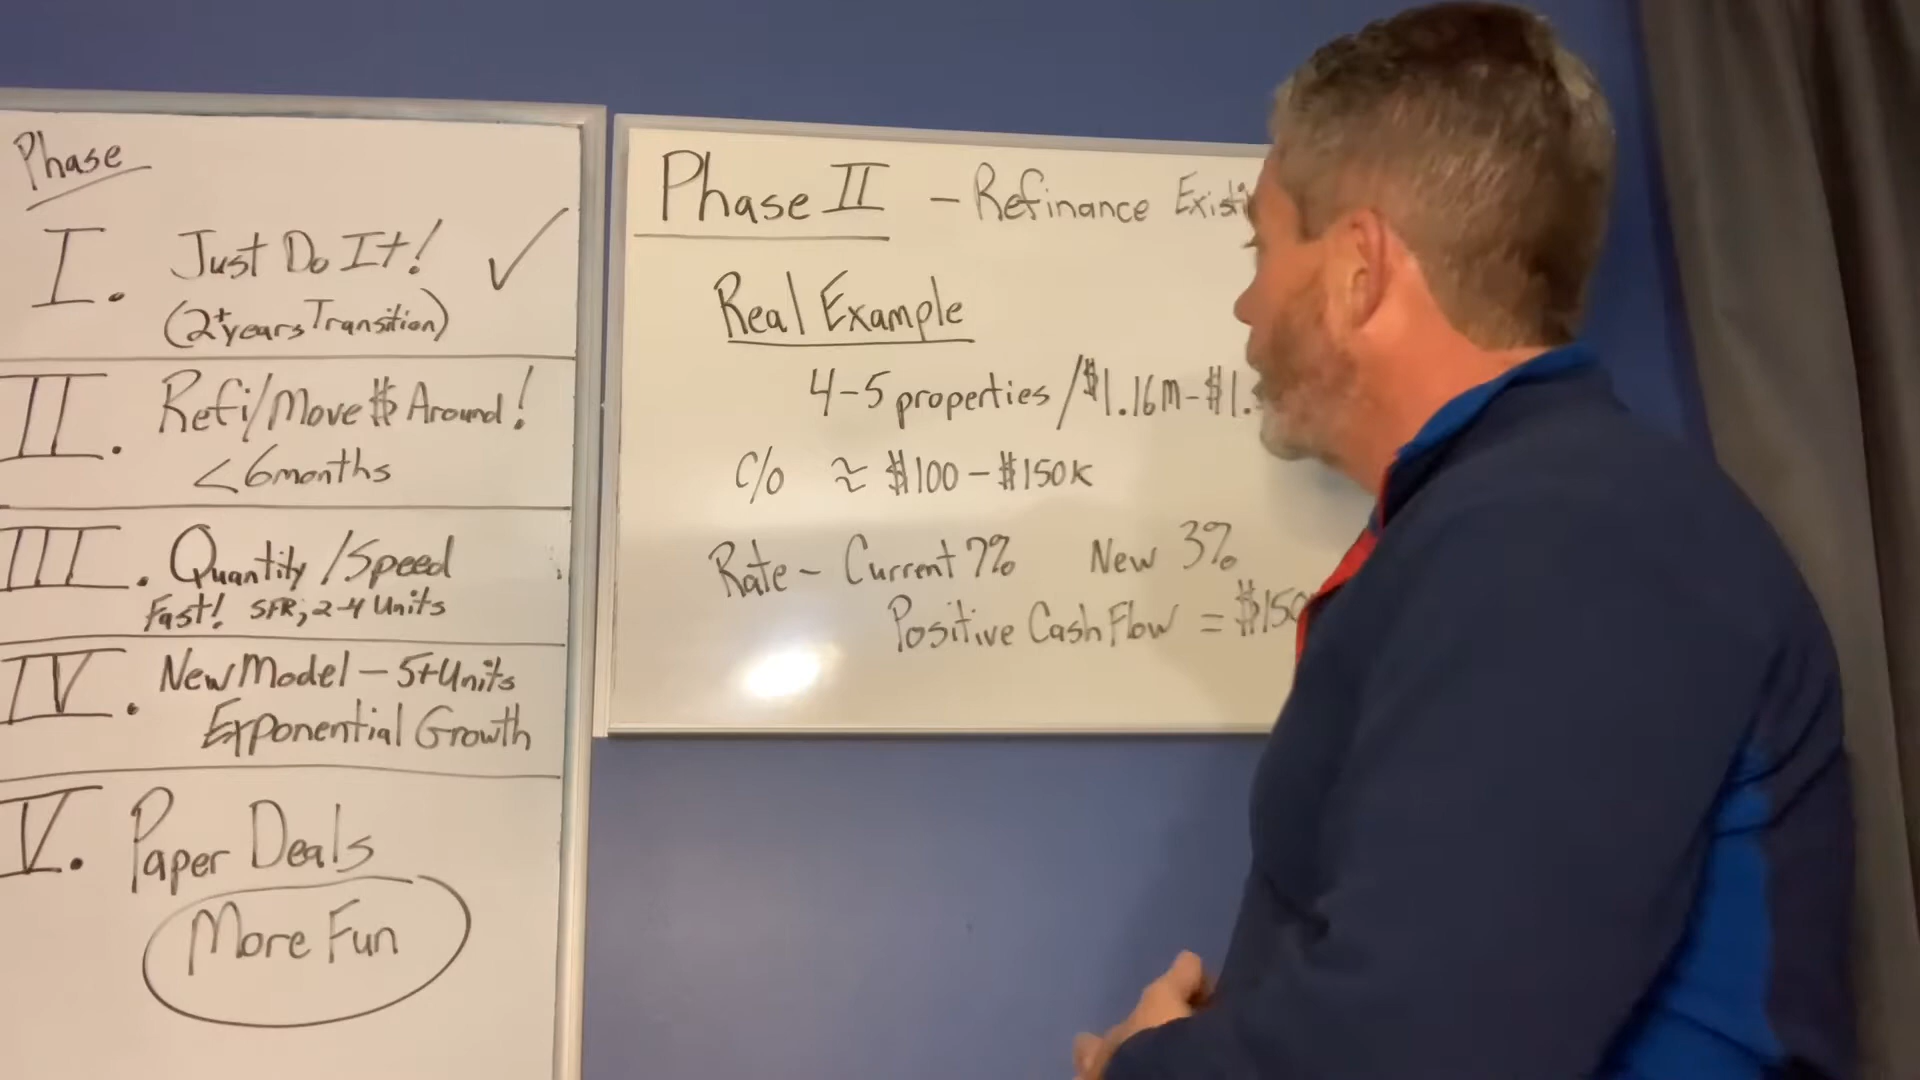 Phase
I. Just Do It! ✓
(2+ years Transition)
II. Refi/Move $ Around!
<6months
III. Quantity/Speed
Fast! SFR, 2-4 Units
IV. New Model - 5+Units
Exponential Growth
V. Paper Deals
More Fun
Phase II - Refinance
Real Example
4-5 properties / $1.16m - $1.
c/o ≈ $100 - $150K
Rate - Current 7% New 3%
Positive Cash Flow = $150